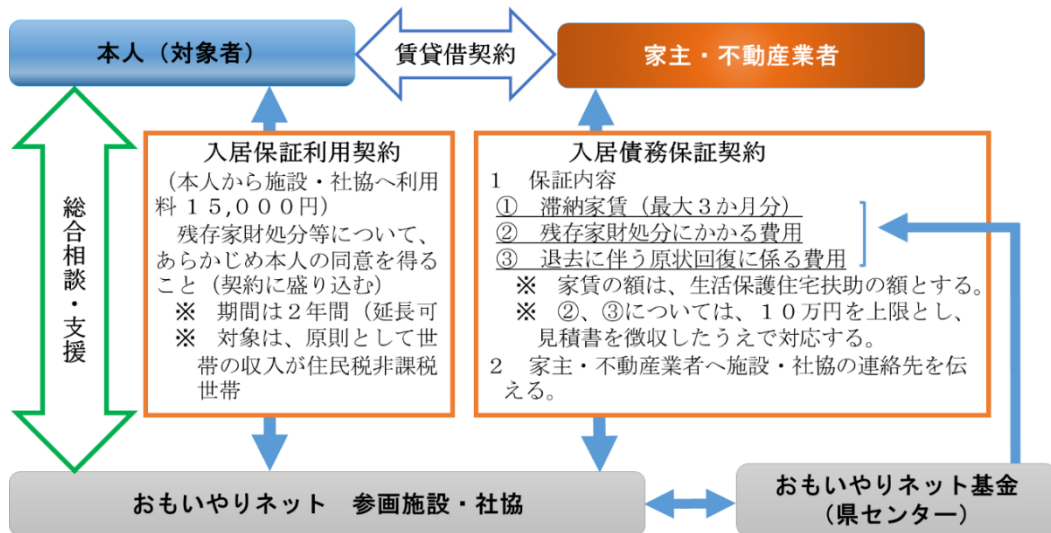 本人（対象者）
賃貸借契約
家主・不動産業者
総合相談・支援
入居保証利用契約
（本人から施設・社協へ利用
料１５,０００円）
残存家財処分等について、
あらかじめ本人の同意を得る
こと（契約に盛り込む）
※　期間は２年間（延長可
※　対象は、原則として世
帯の収入が住民税非課税
世帯
入居債務保証契約
１　保証内容
①　滞納家賃（最大３か月分）
②　残存家財処分にかかる費用
③　退去に伴う原状回復に係る費用
※　家賃の額は、生活保護住宅扶助の額とする。
※　②、③については、１０万円を上限とし、
見積書を徴収したうえで対応する。
２　家主・不動産業者へ施設・社協の連絡先を伝
える。
おもいやりネット　参画施設・社協
おもいやりネット基金
（県センター）